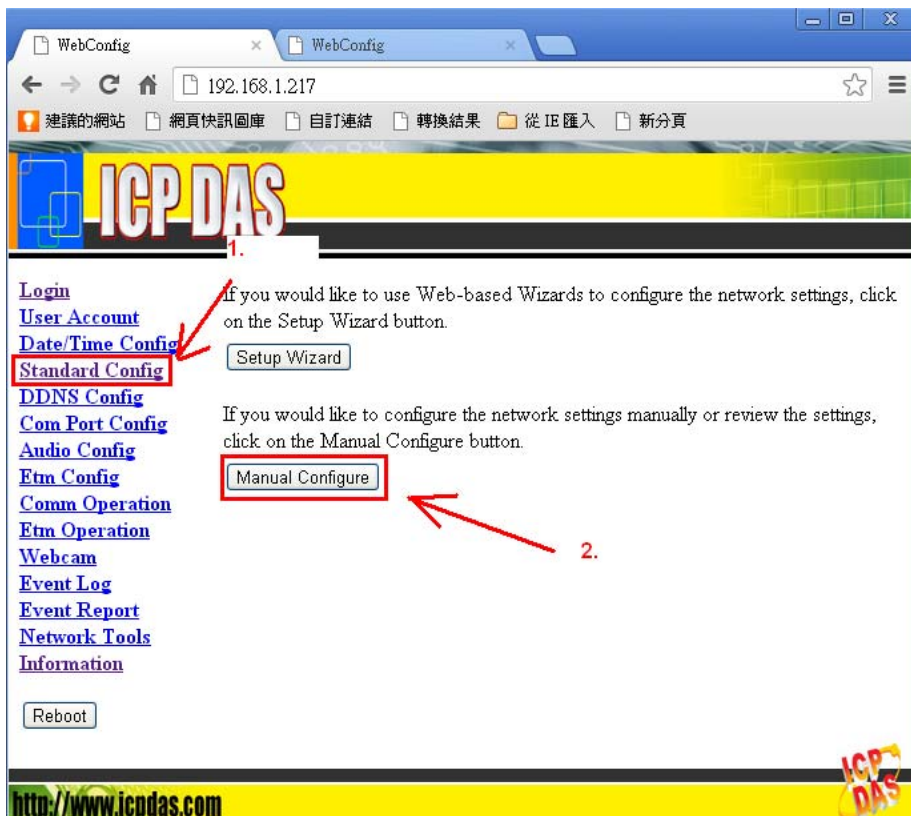 WebConfig
WebConfig
192.168.1.217
建議的網站 網頁快訊圖庫 自訂連結 轉換結果 從 IE 匯入 新分頁
ICP DAS
1.
Login
User Account
Date/Time Config
Standard Config
DDNS Config
Com Port Config
Audio Config
Etm Config
Comm Operation
Etm Operation
Webcam
Event Log
Event Report
Network Tools
Information
Reboot
If you would like to use Web-based Wizards to configure the network settings, click
on the Setup Wizard button.
Setup Wizard
If you would like to configure the network settings manually or review the settings,
click on the Manual Configure button.
Manual Configure
2.
http://www.icpdas.com
ICP
DAS